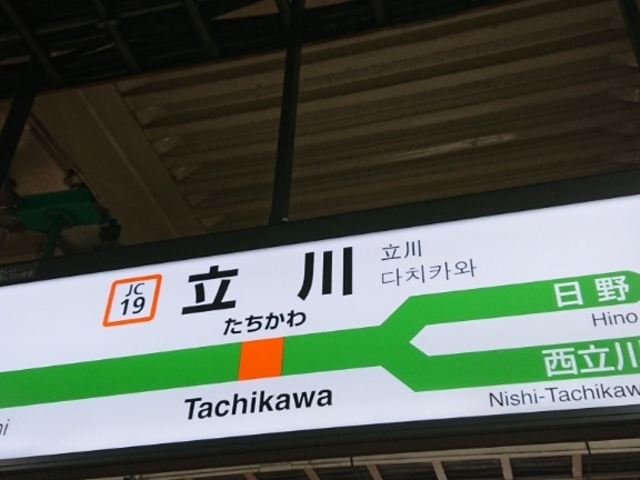 JC
19
立川
立川
다치카와
たちかわ
Tachikawa
日野
Hino
西立川
Nishi-Tachikaw